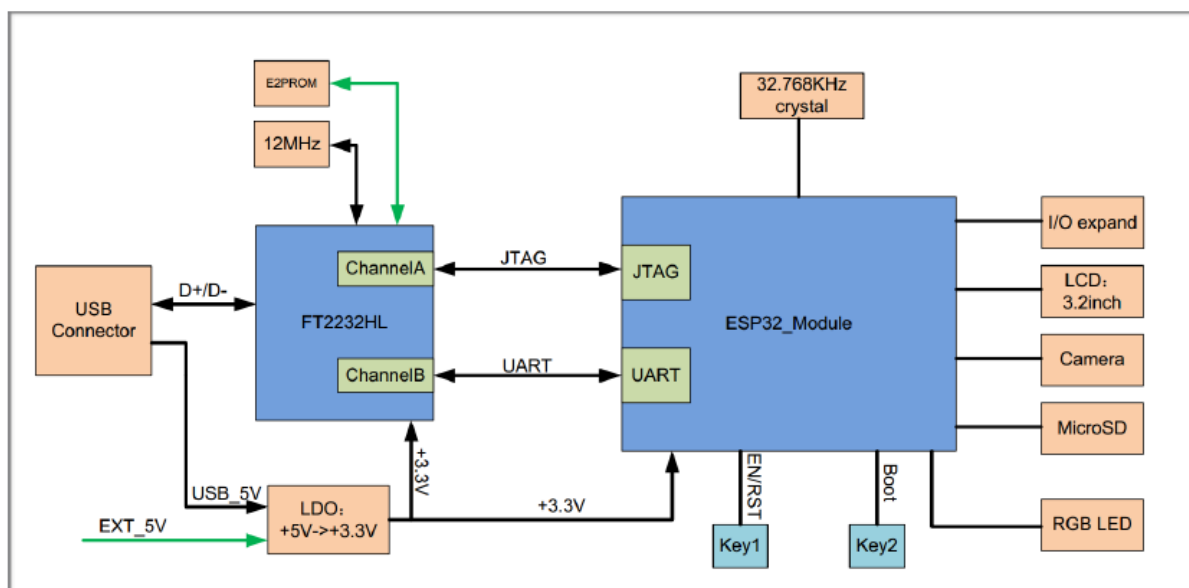 E2PROM
12MHz
32.768KHz
crystal
USB
Connector
D+/D-
FT2232HL
ChannelA
ChannelB
JTAG
UART
JTAG
UART
ESP32_Module
I/O expand
LCD：
3.2inch
Camera
MicroSD
RGB LED
USB_5V
EXT_5V
LDO：
+5V->+3.3V
+3.3V
+3.3V
EN/RST
Boot
Key1
Key2